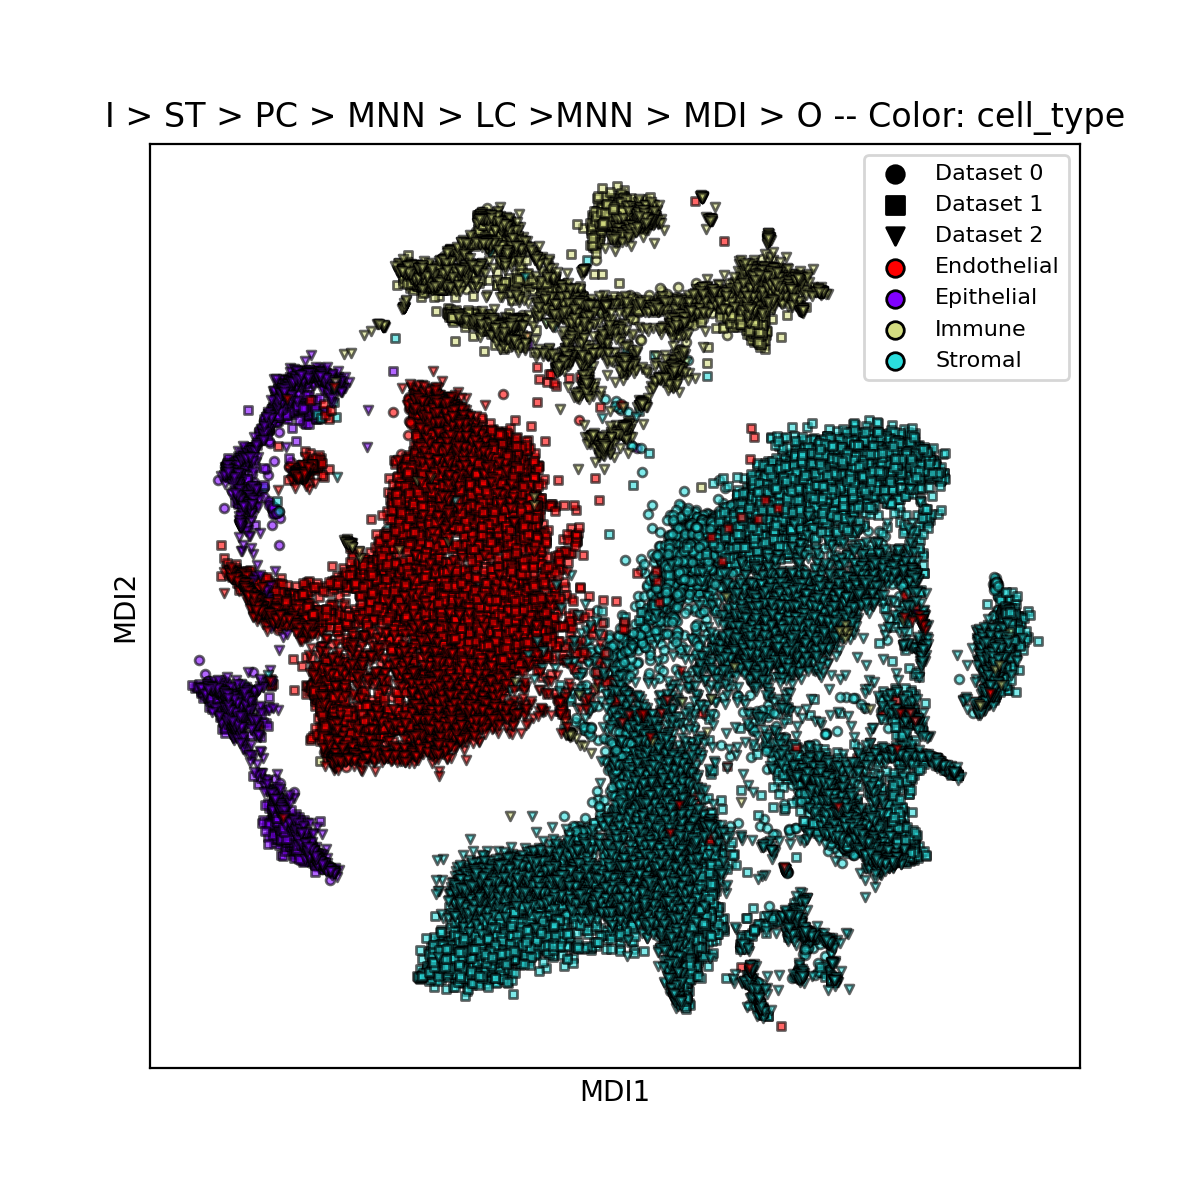 I > ST > PC > MNN > LC >MNN > MDI > O -- Color: cell_type
Dataset 0
Dataset 1
Dataset 2
Endothelial
Epithelial
Immune
Stromal
MDI2
MDI1